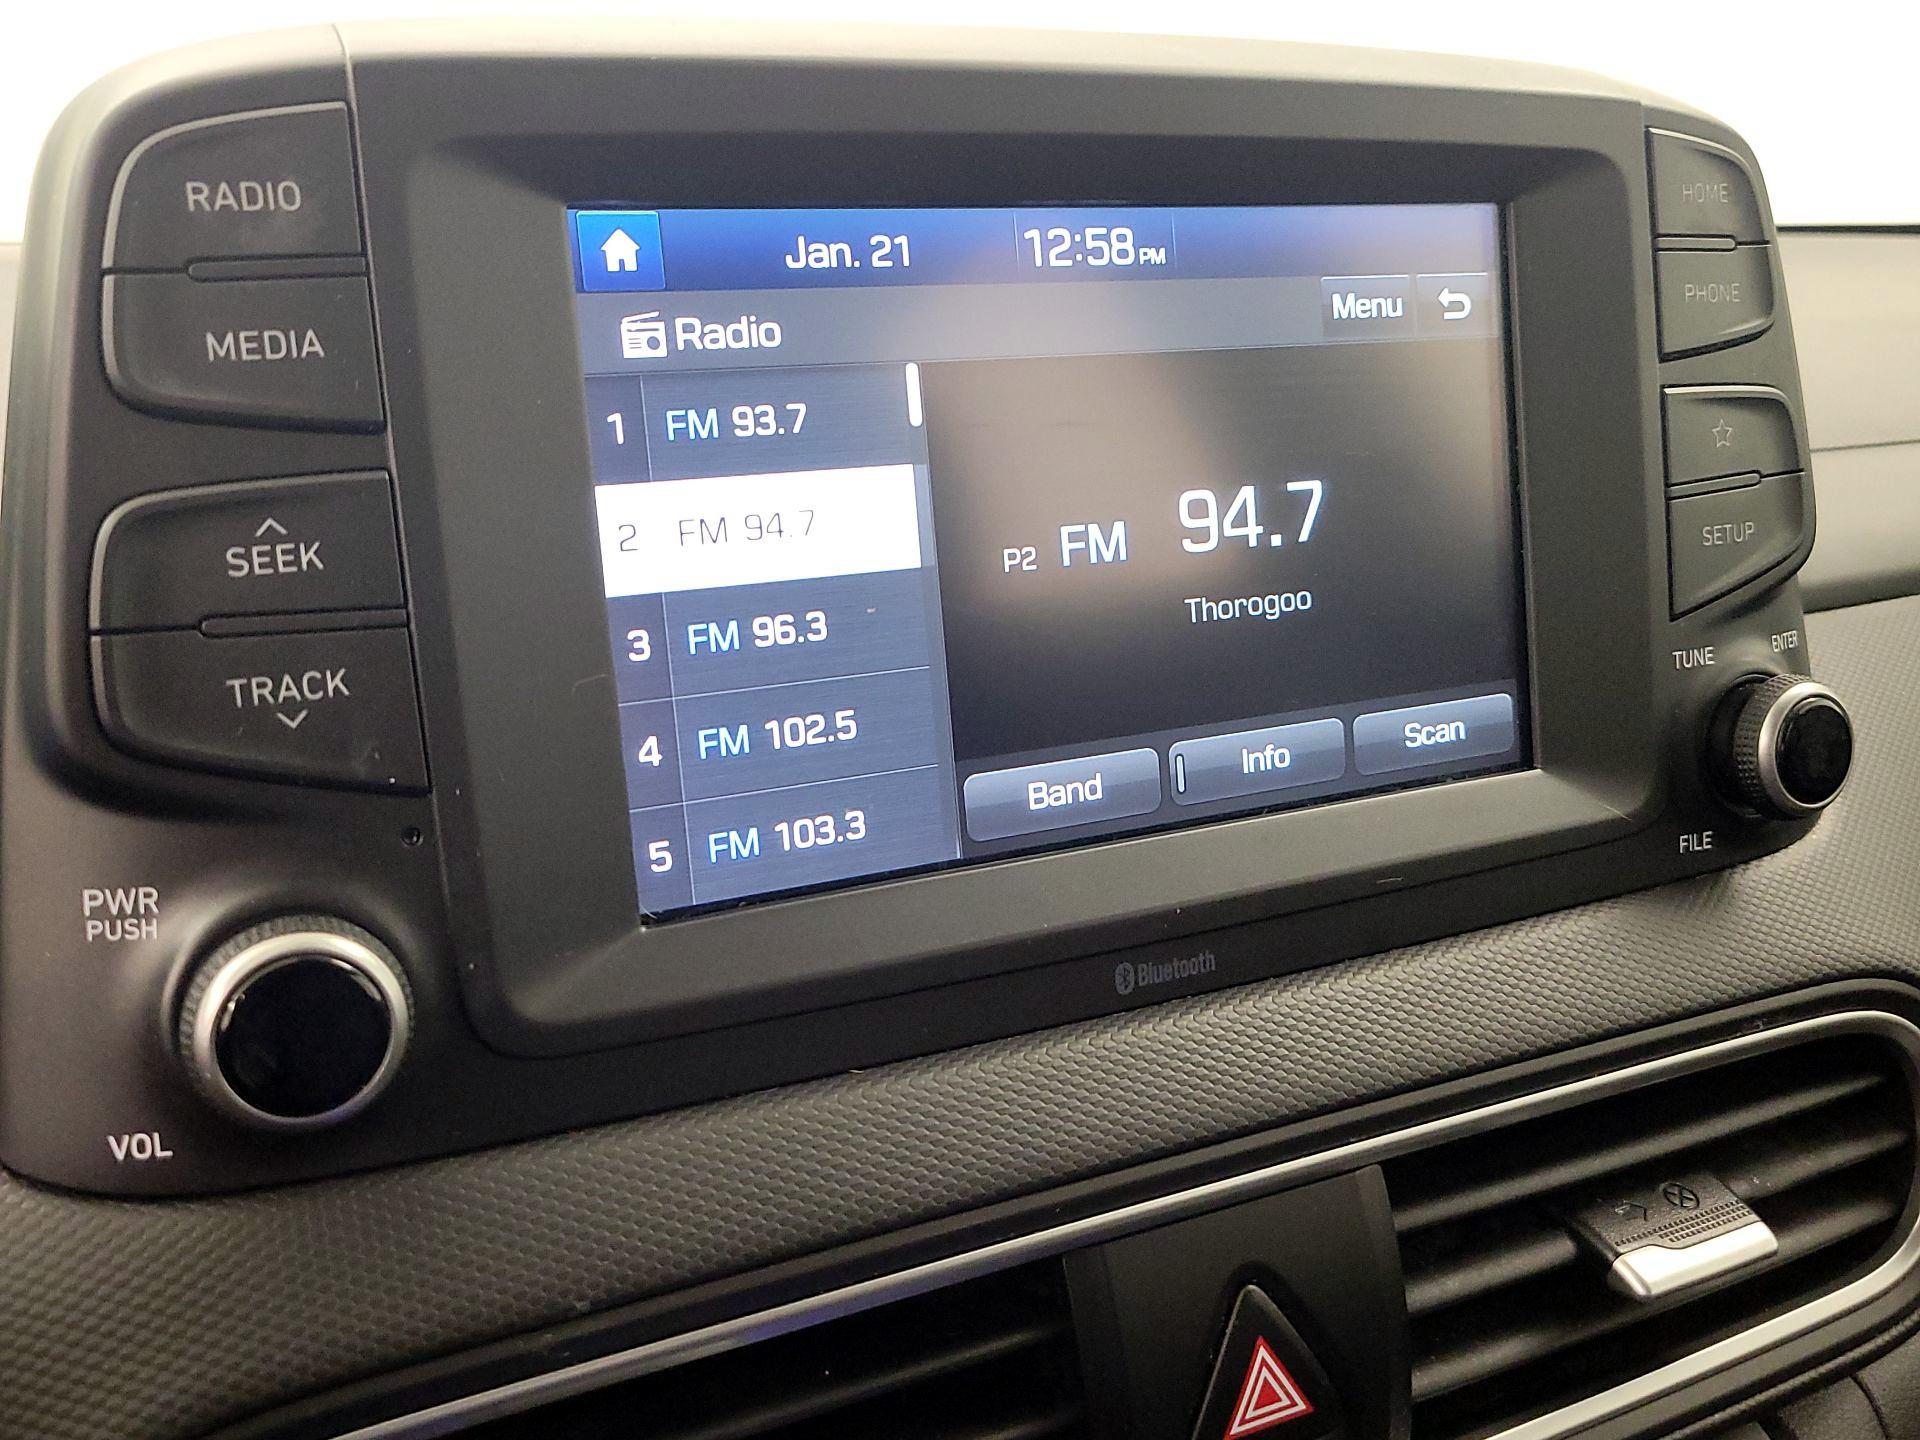 RADIO
MEDIA
SEEK
TRACK
PWR
PUSH
VOL
Jan. 21 12:58 PM
Radio
Menu
1 FM 93.7
2 FM 94.7
3 FM 96.3
4 FM 102.5
5 FM 103.3
P2 FM 94.7
Thorogoo
Band Info Scan
Bluetooth
HOME
PHONE
SETUP
TUNE
ENTER
FILE